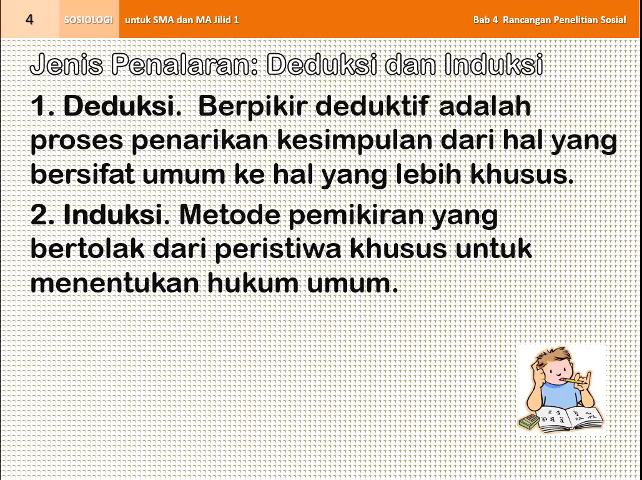 4 SOSIOLOGI untuk SMA dan MA Jilid 1 Bab 4 Rancangan Penelitian Sosial
Jenis Penalaran: Deduksi dan Induksi
1. Deduksi. Berpikir deduktif adalah
proses penarikan kesimpulan dari hal yang
bersifat umum ke hal yang lebih khusus.
2. Induksi. Metode pemikiran yang
bertolak dari peristiwa khusus untuk
menentukan hukum umum.